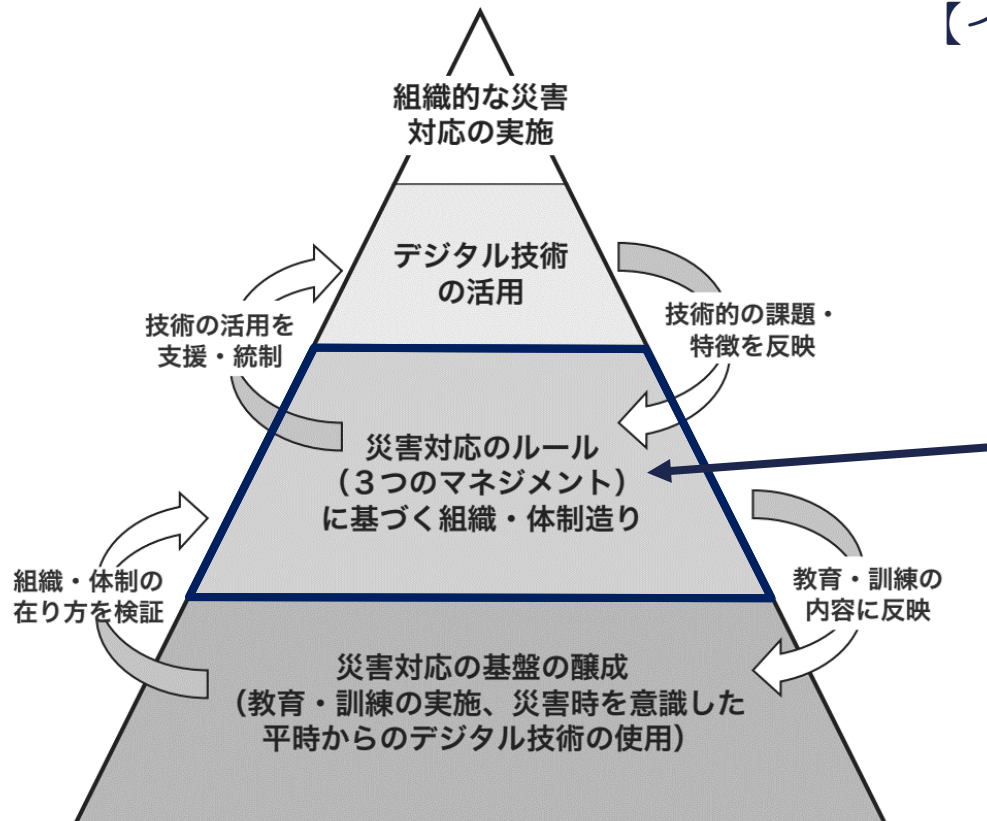 【イ
組織的な災害
対応の実施
デジタル技術
の活用
技術の活用を
支援・統制
技術的の課題・
特徴を反映
災害対応のルール
（３つのマネジメント）
に基づく組織・体制造り
組織・体制の
在り方を検証
教育・訓練の
内容に反映
災害対応の基盤の醸成
（教育・訓練の実施、災害時を意識した
平時からのデジタル技術の使用）